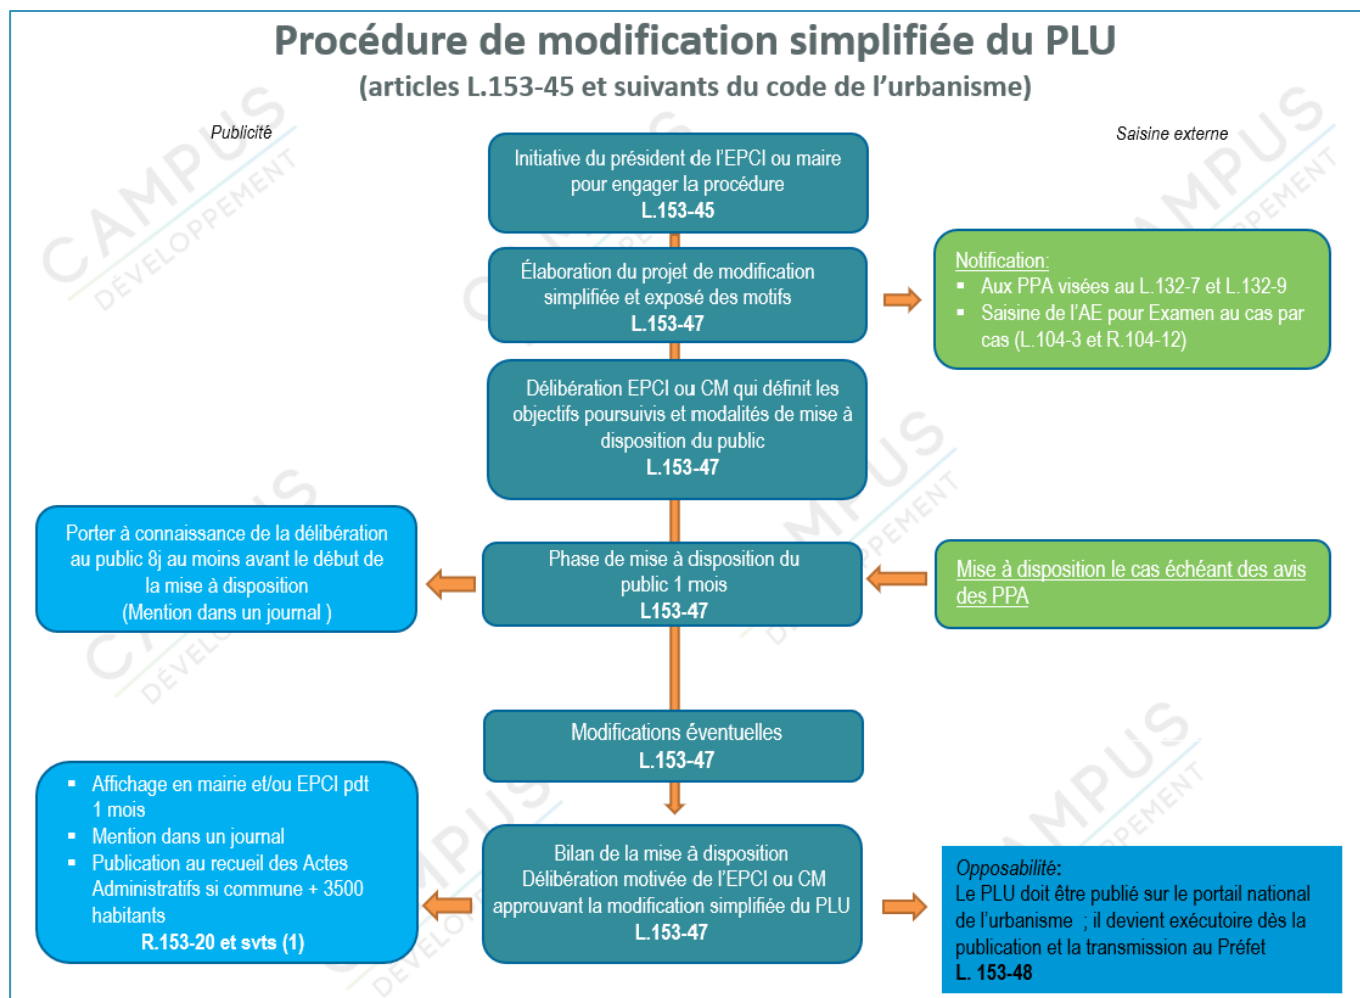 Procédure de modification simplifiée du PLU
(articles L.153-45 et suivants du code de l'urbanisme)
Publicité
Saisine externe
Initiative du président de l'EPCI ou maire
pour engager la procédure
L.153-45
Élaboration du projet de modification
simplifiée et exposé des motifs
L.153-47
Notification:
▪ Aux PPA visées au L.132-7 et L.132-9
▪ Saisine de l'AE pour Examen au cas par
cas (L.104-3 et R.104-12)
Délibération EPCI ou CM qui définit les
objectifs poursuivis et modalités de mise à
disposition du public
L.153-47
Porter à connaissance de la délibération
au public 8j au moins avant le début de
la mise à disposition
(Mention dans un journal )
Phase de mise à disposition du
public 1 mois
L153-47
Mise à disposition le cas échéant des avis
des PPA
Modifications éventuelles
L.153-47
▪ Affichage en mairie et/ou EPCI pdt
1 mois
▪ Mention dans un journal
▪ Publication au recueil des Actes
Administratifs si commune + 3500
habitants
R.153-20 et svts (1)
Bilan de la mise à disposition
Délibération motivée de l'EPCI ou CM
approuvant la modification simplifiée du PLU
L.153-47
Opposabilité:
Le PLU doit être publié sur le portail national
de l'urbanisme ; il devient exécutoire dès la
publication et la transmission au Préfet
L. 153-48
CAMPUS
DÉVELOPPEMENT